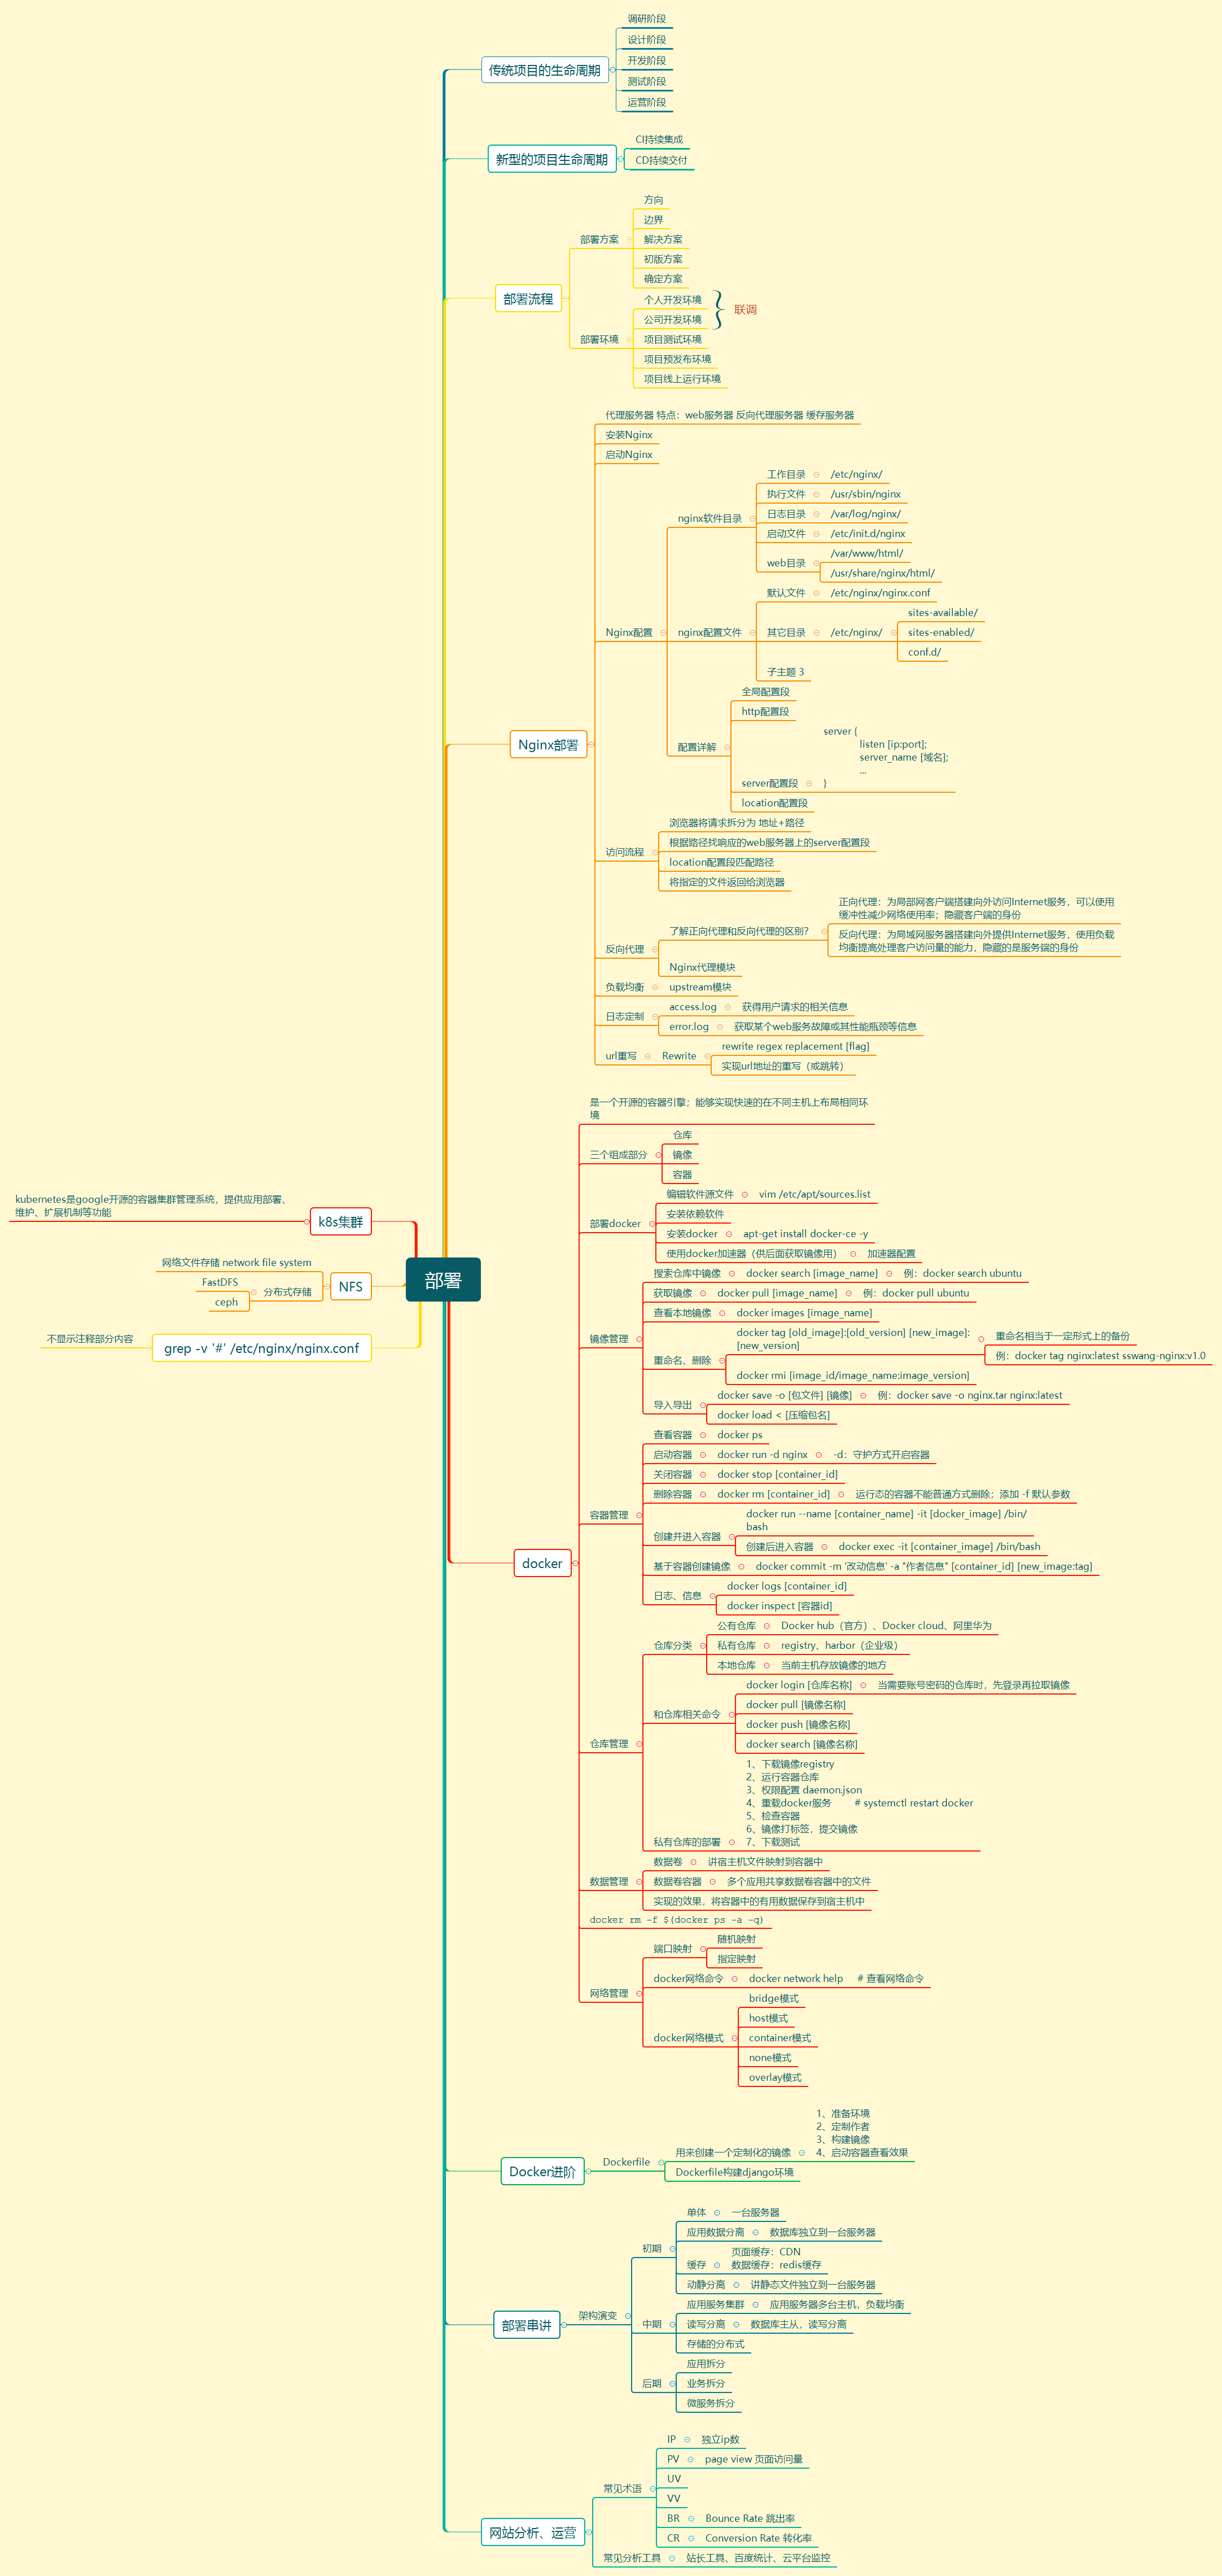 部署
传统项目的生命周期
调研阶段
设计阶段
开发阶段
测试阶段
运营阶段
新型的项目生命周期
CI持续集成
CD持续交付
部署流程
部署方案
方向
边界
解决方案
初版方案
确定方案
部署环境
个人开发环境
公司开发环境
联调
项目测试环境
项目预发布环境
项目线上运行环境
Nginx部署
代理服务器 特点：web服务器 反向代理服务器 缓存服务器
安装Nginx
启动Nginx
Nginx配置
nginx软件目录
工作目录
/etc/nginx/
执行文件
/usr/sbin/nginx
日志目录
/var/log/nginx/
启动文件
/etc/init.d/nginx
web目录
/var/www/html/
/usr/share/nginx/html/
nginx配置文件
默认文件
/etc/nginx/nginx.conf
其它目录
/etc/nginx/
sites-available/
sites-enabled/
conf.d/
子主题 3
配置详解
全局配置段
http配置段
server配置段
server {
listen [ip:port];
server_name [域名];
...
}
location配置段
访问流程
浏览器将请求拆分为 地址+路径
根据路径找响应的web服务器上的server配置段
location配置段匹配路径
将指定的文件返回给浏览器
反向代理
了解正向代理和反向代理的区别？
正向代理：为局部网客户端搭建向外访问Internet服务，可以使用
缓冲性减少网络使用率；隐藏客户端的身份
反向代理：为局域网服务器搭建向外提供Internet服务，使用负载
均衡提高处理客户访问量的能力，隐藏的是服务端的身份
Nginx代理模块
负载均衡
upstream模块
日志定制
access.log
获得用户请求的相关信息
error.log
获取某个web服务故障或其性能瓶颈等信息
url重写
Rewrite
rewrite regex replacement [flag]
实现url地址的重写（或跳转）
docker
是一个开源的容器引擎；能够实现快速的在不同主机上布局相同环
境
三个组成部分
仓库
镜像
容器
部署docker
编辑软件源文件
vim /etc/apt/sources.list
安装依赖软件
安装docker
apt-get install docker-ce -y
使用docker加速器（供后面获取镜像用）
加速器配置
镜像管理
搜索仓库中镜像
docker search [image_name]
例：docker search ubuntu
获取镜像
docker pull [image_name]
例：docker pull ubuntu
查看本地镜像
docker images [image_name]
重命名、删除
docker tag [old_image]:[old_version] [new_image]:
[new_version]
重命名相当于一定形式上的备份
例：docker tag nginx:latest sswang-nginx:v1.0
docker rmi [image_id/image_name:image_version]
导入导出
docker save -o [包文件] [镜像]
例：docker save -o nginx.tar nginx:latest
docker load < [压缩包名]
容器管理
查看容器
docker ps
启动容器
docker run -d nginx
-d：守护方式开启容器
关闭容器
docker stop [container_id]
删除容器
docker rm [container_id]
运行态的容器不能普通方式删除；添加 -f 默认参数
创建并进入容器
docker run --name [container_name] -it [docker_image] /bin/
bash
创建后进入容器
docker exec -it [container_image] /bin/bash
基于容器创建镜像
docker commit -m '改动信息' -a "作者信息" [container_id] [new_image:tag]
日志、信息
docker logs [container_id]
docker inspect [容器id]
仓库管理
仓库分类
公有仓库
Docker hub（官方）、Docker cloud、阿里华为
私有仓库
registry、harbor（企业级）
本地仓库
当前主机存放镜像的地方
和仓库相关命令
docker login [仓库名称]
当需要账号密码的仓库时，先登录再拉取镜像
docker pull [镜像名称]
docker push [镜像名称]
docker search [镜像名称]
私有仓库的部署
1、下载镜像registry
2、运行容器仓库
3、权限配置 daemon.json
4、重载docker服务 # systemctl restart docker
5、检查容器
6、镜像打标签，提交镜像
7、下载测试
数据管理
数据卷
讲宿主机文件映射到容器中
数据卷容器
多个应用共享数据卷容器中的文件
实现的效果，将容器中的有用数据保存到宿主机中
docker rm -f $(docker ps -a -q)
网络管理
端口映射
随机映射
指定映射
docker网络命令
docker network help # 查看网络命令
docker网络模式
bridge模式
host模式
container模式
none模式
overlay模式
Docker进阶
Dockerfile
用来创建一个定制化的镜像
1、准备环境
2、定制作者
3、构建镜像
4、启动容器查看效果
Dockerfile构建django环境
部署串讲
架构演变
初期
单体
一台服务器
应用数据分离
数据库独立到一台服务器
缓存
页面缓存：CDN
数据缓存：redis缓存
动静分离
讲静态文件独立到一台服务器
中期
应用服务集群
应用服务器多台主机，负载均衡
读写分离
数据库主从，读写分离
存储的分布式
后期
应用拆分
业务拆分
微服务拆分
网站分析、运营
常见术语
IP
独立ip数
PV
page view 页面访问量
UV
VV
BR
Bounce Rate 跳出率
CR
Conversion Rate 转化率
常见分析工具
站长工具、百度统计、云平台监控
k8s集群
kubernetes是google开源的容器集群管理系统，提供应用部署、
维护、扩展机制等功能
NFS
网络文件存储 network file system
分布式存储
FastDFS
ceph
grep -v '#' /etc/nginx/nginx.conf
不显示注释部分内容